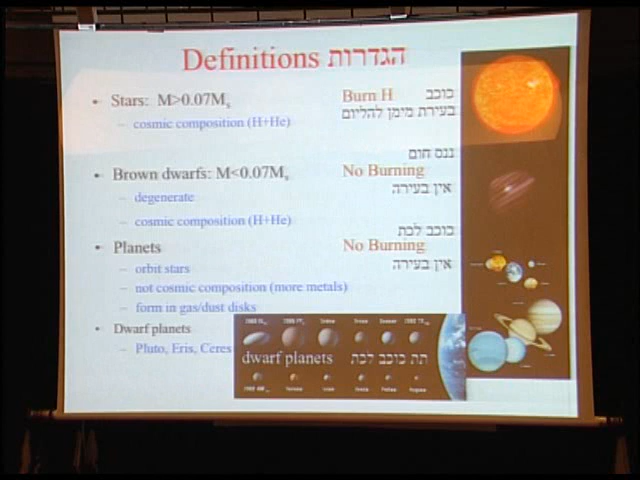 Definitions הגדרות
• Stars: M>0.07Ms
Burn H
כוכב
בעירת מימן להליום
– cosmic composition (H+He)
ננס חום
• Brown dwarfs: M<0.07Ms
No Burning
אין בעירה
– degenerate
– cosmic composition (H+He)
כוכב לכת
• Planets
No Burning
אין בעירה
– orbit stars
– not cosmic composition (more metals)
– form in gas/dust disks
• Dwarf planets
– Pluto, Eris, Ceres
dwarf planets תת כוכב לכת